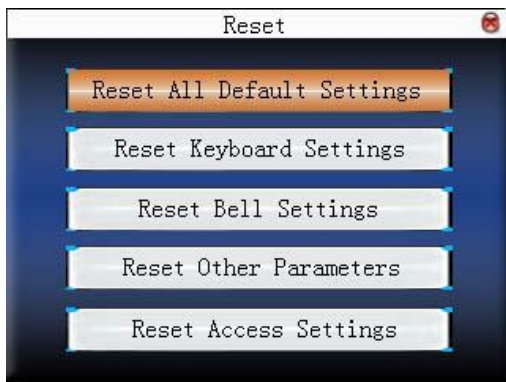 Reset
Reset All Default Settings
Reset Keyboard Settings
Reset Bell Settings
Reset Other Parameters
Reset Access Settings